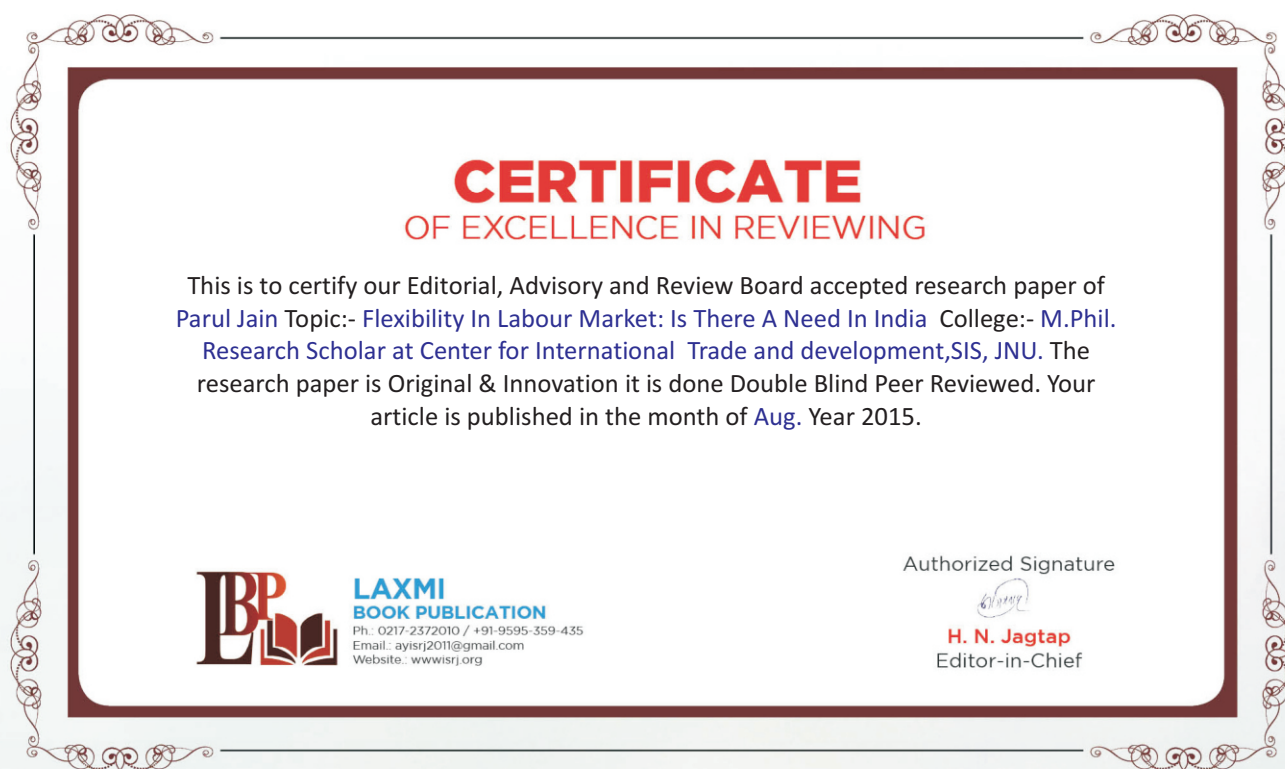 CERTIFICATE
OF EXCELLENCE IN REVIEWING
This is to certify our Editorial, Advisory and Review Board accepted research paper of
Parul Jain Topic:- Flexibility In Labour Market: Is There A Need In India College:- M.Phil.
Research Scholar at Center for International Trade and development,SIS, JNU. The
research paper is Original & Innovation it is done Double Blind Peer Reviewed. Your
article is published in the month of Aug. Year 2015.
LBP
LAXMI
BOOK PUBLICATION
Ph.: 0217-2372010 / +91-9595-359-435
Email.: ayisrj2011@gmail.com
Website.: wwwisrj.org
Authorized Signature
H. N. Jagtap
Editor-in-Chief